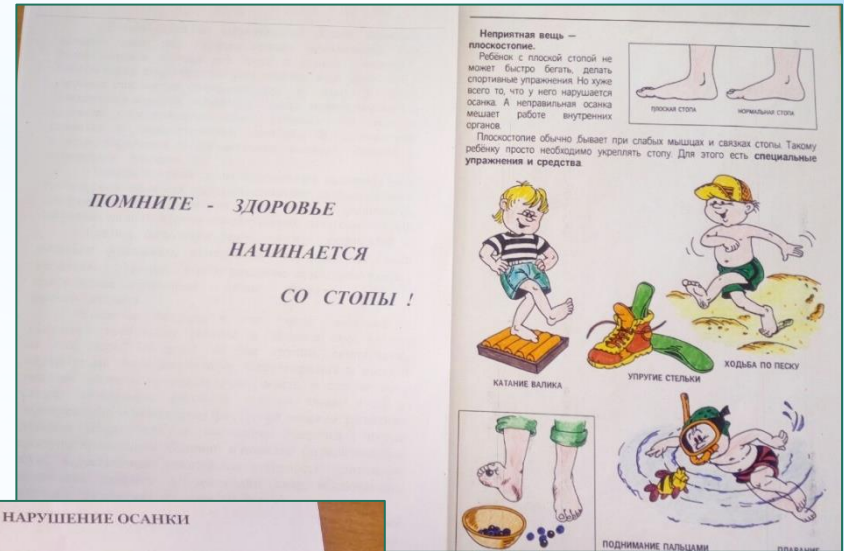 ПОМНИТЕ - ЗДОРОВЬЕ
НАЧИНАЕТСЯ
СО СТОПЫ !
Неприятная вещь —
плоскостопие.
Ребёнок с плоской стопой не
может быстро бегать, делать
спортивные упражнения. Но хуже
всего то, что у него нарушается
осанка. А неправильная осанка
мешает работе внутренних
органов.
ПЛОСКАЯ СТОПА
НОРМАЛЬНАЯ СТОПА
Плоскостопие обычно бывает при слабых мышцах и связках стопы. Такому
ребёнку просто необходимо укреплять стопу. Для этого есть специальные
упражнения и средства.
КАТАНИЕ ВАЛИКА
УПРУГИЕ СТЕЛЬКИ
ХОДЬБА ПО ПЕСКУ
ПОДНИМАНИЕ ПАЛЬЦАМИ
ПЛАВАНИЕ
НАРУШЕНИЕ ОСАНКИ